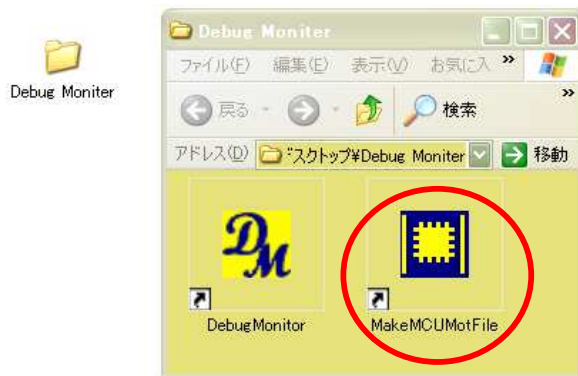 Debug Moniter
Debug Moniter
ファイル(F) 編集(E) 表示(V) お気に入 »
戻る 検索 »
アドレス(D) スクトップ¥Debug Moniter 移動
DM
DebugMonitor MakeMCUMotFile